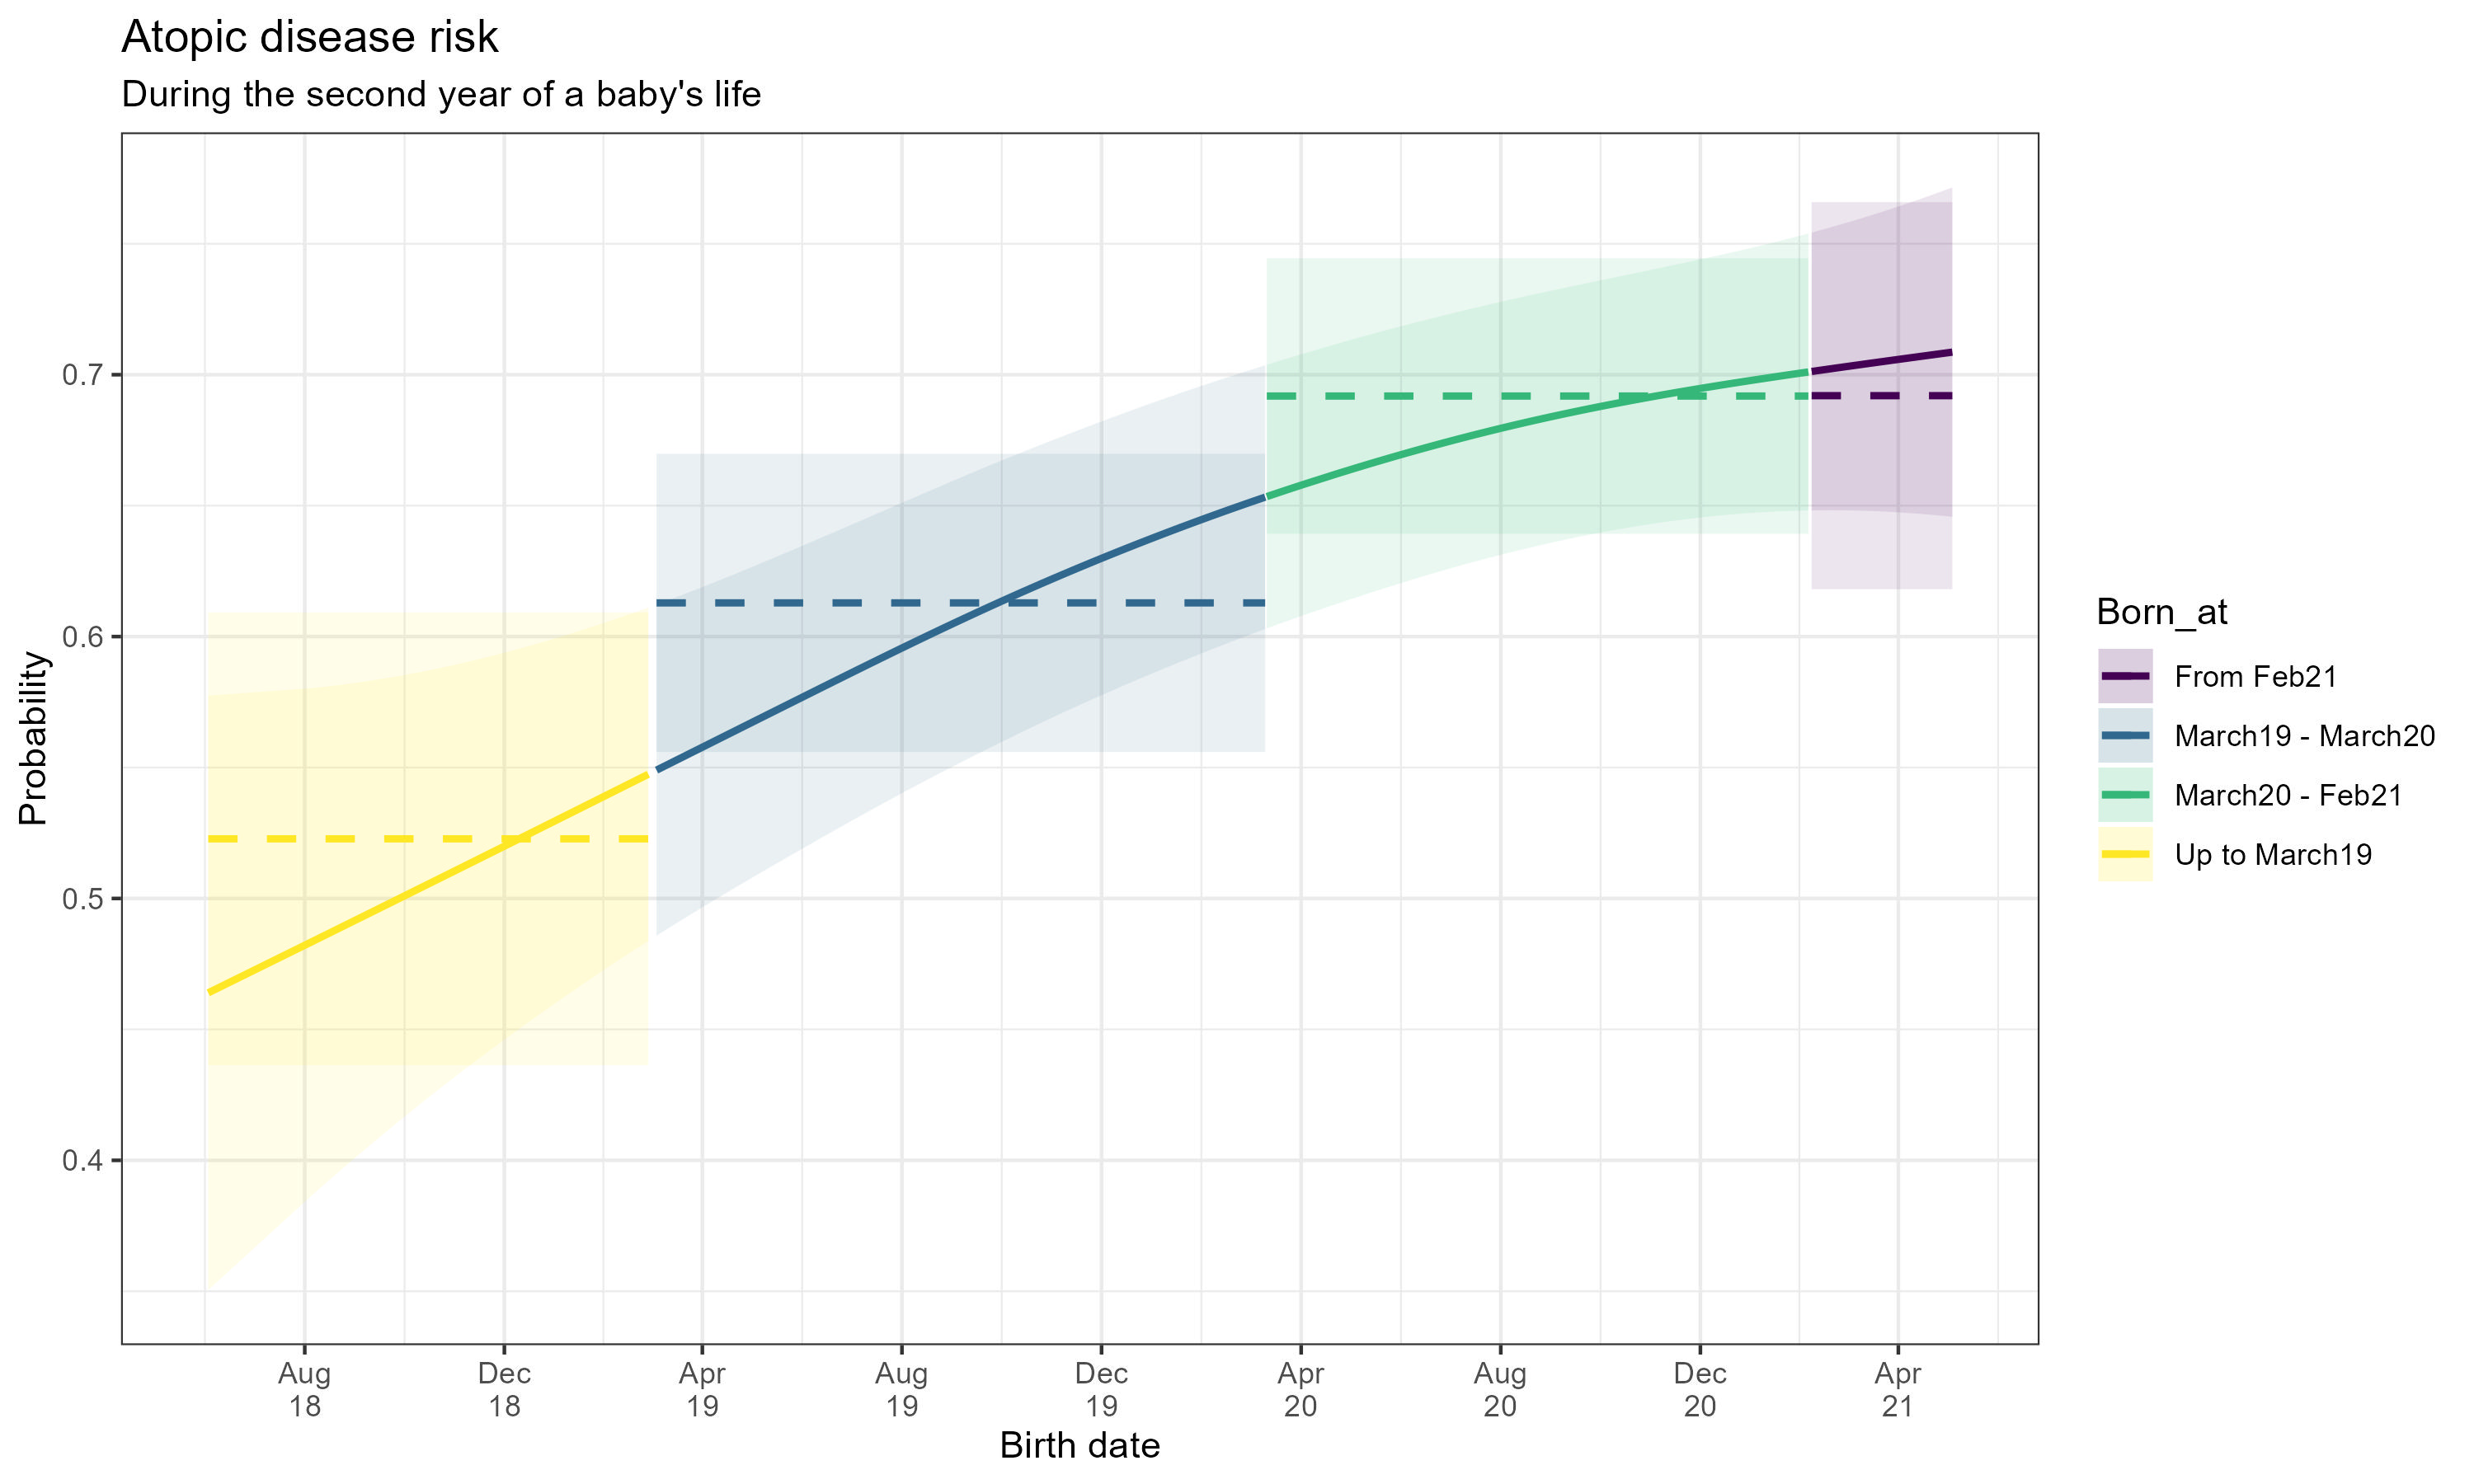 Atopic disease risk
During the second year of a baby's life
Probability
0.7
0.6
0.5
0.4
Aug
18
Dec
18
Apr
19
Aug
19
Dec
19
Apr
20
Aug
20
Dec
20
Apr
21
Birth date
Born_at
From Feb21
March19 - March20
March20 - Feb21
Up to March19